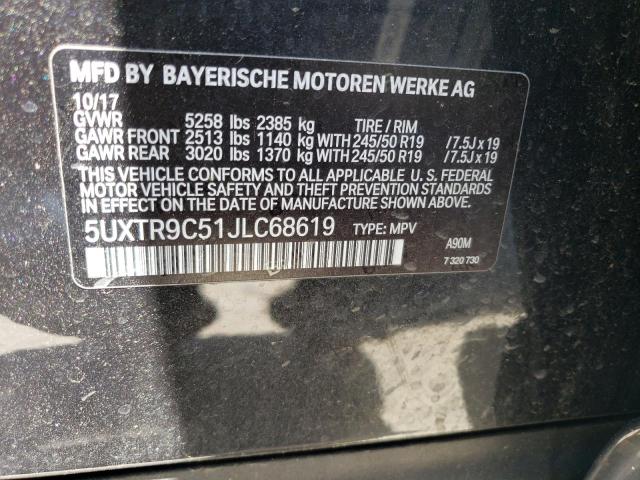 MFD BY BAYERISCHE MOTOREN WERKE AG
10/17
GVWR 5258 lbs 2385 kg TIRE / RIM
GAWR FRONT 2513 lbs 1140 kg WITH 245/50 R19 /7.5J x 19
GAWR REAR 3020 lbs 1370 kg WITH 245/50 R19 /7.5J x 19
THIS VEHICLE CONFORMS TO ALL APPLICABLE U.S. FEDERAL
MOTOR VEHICLE SAFETY AND THEFT PREVENTION STANDARDS
IN EFFECT ON THE DATE OF MANUFACTURE SHOWN ABOVE.
5UXTR9C51JLC68619 TYPE: MPV
A90M
7 320 730